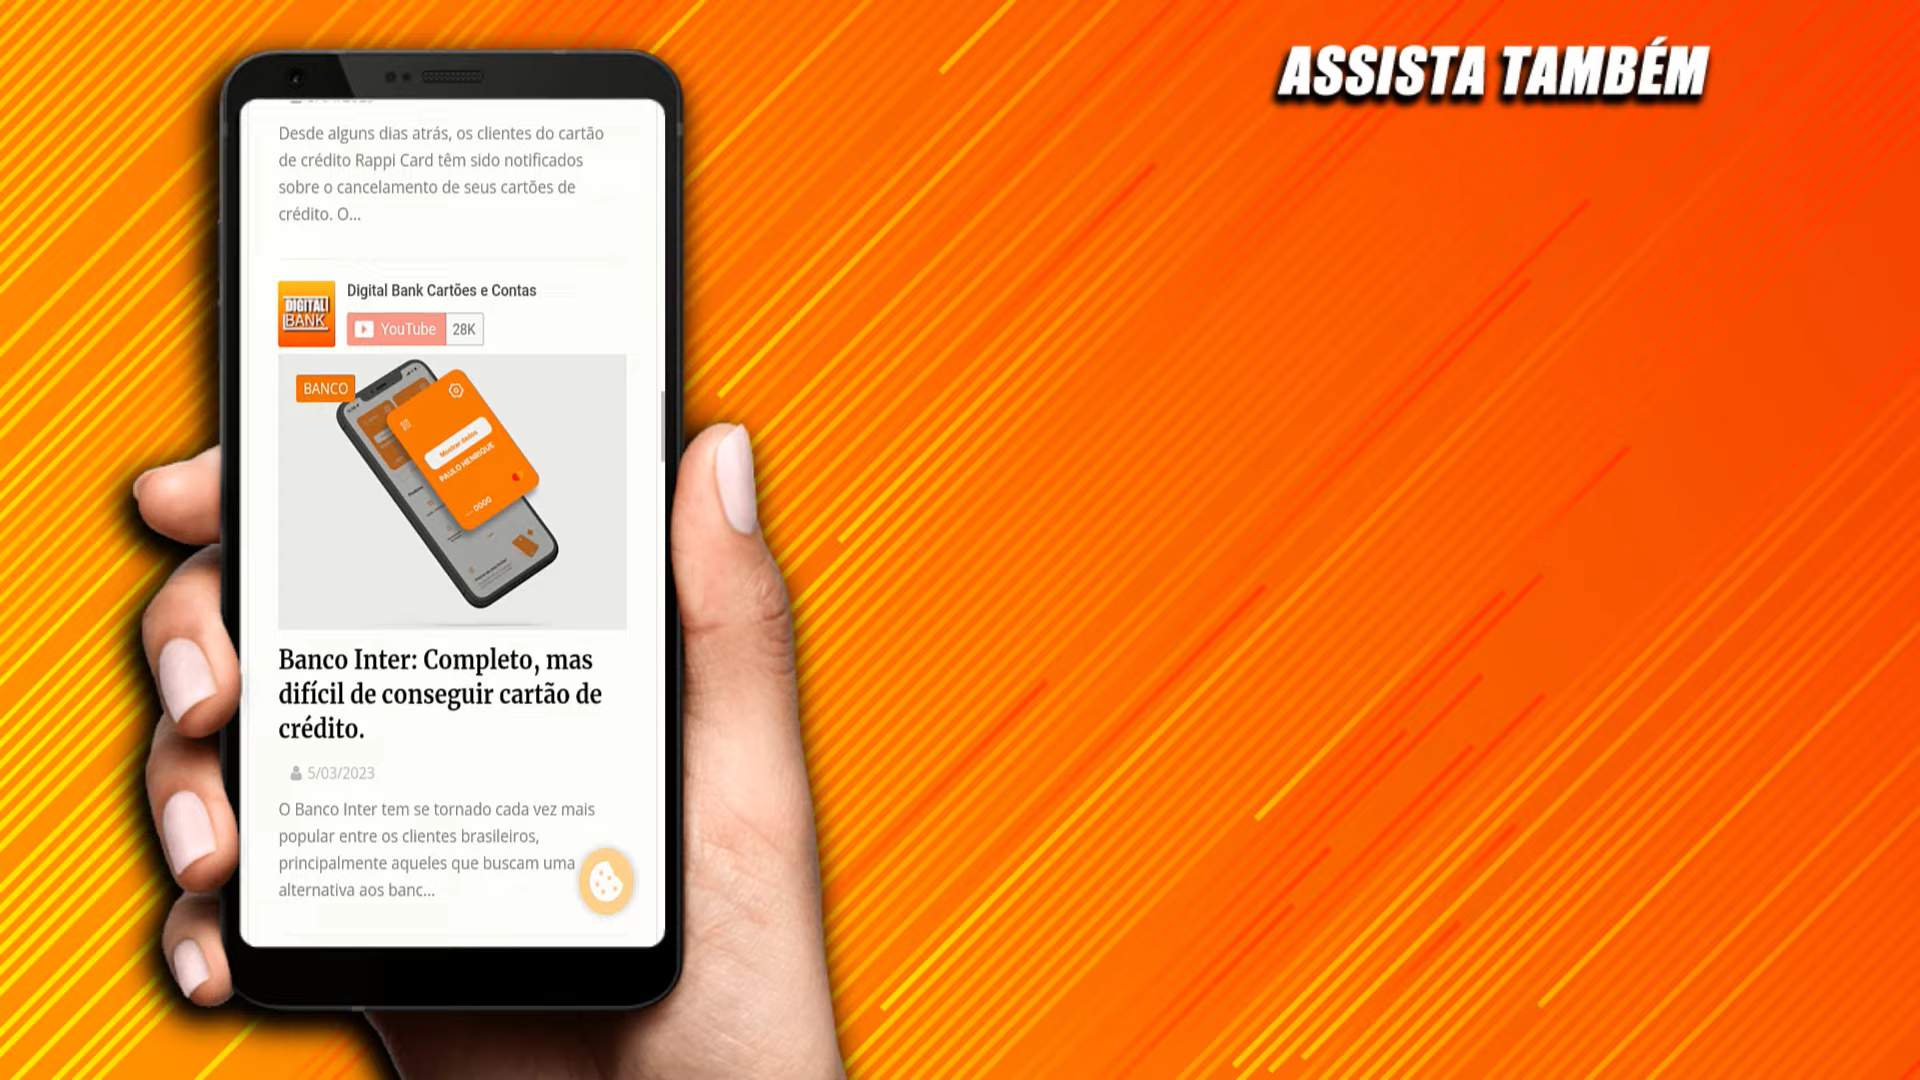 ASSISTA TAMBÉM
Desde alguns dias atrás, os clientes do cartão
de crédito Rappi Card têm sido notificados
sobre o cancelamento de seus cartões de
crédito. O...
DIGITAL
BANK
Digital Bank Cartões e Contas
YouTube 28K
BANCO
Mostrar dados
PAULO HENRIQUE
Banco Inter: Completo, mas
difícil de conseguir cartão de
crédito.
5/03/2023
O Banco Inter tem se tornado cada vez mais
popular entre os clientes brasileiros,
principalmente aqueles que buscam uma
alternativa aos banc...